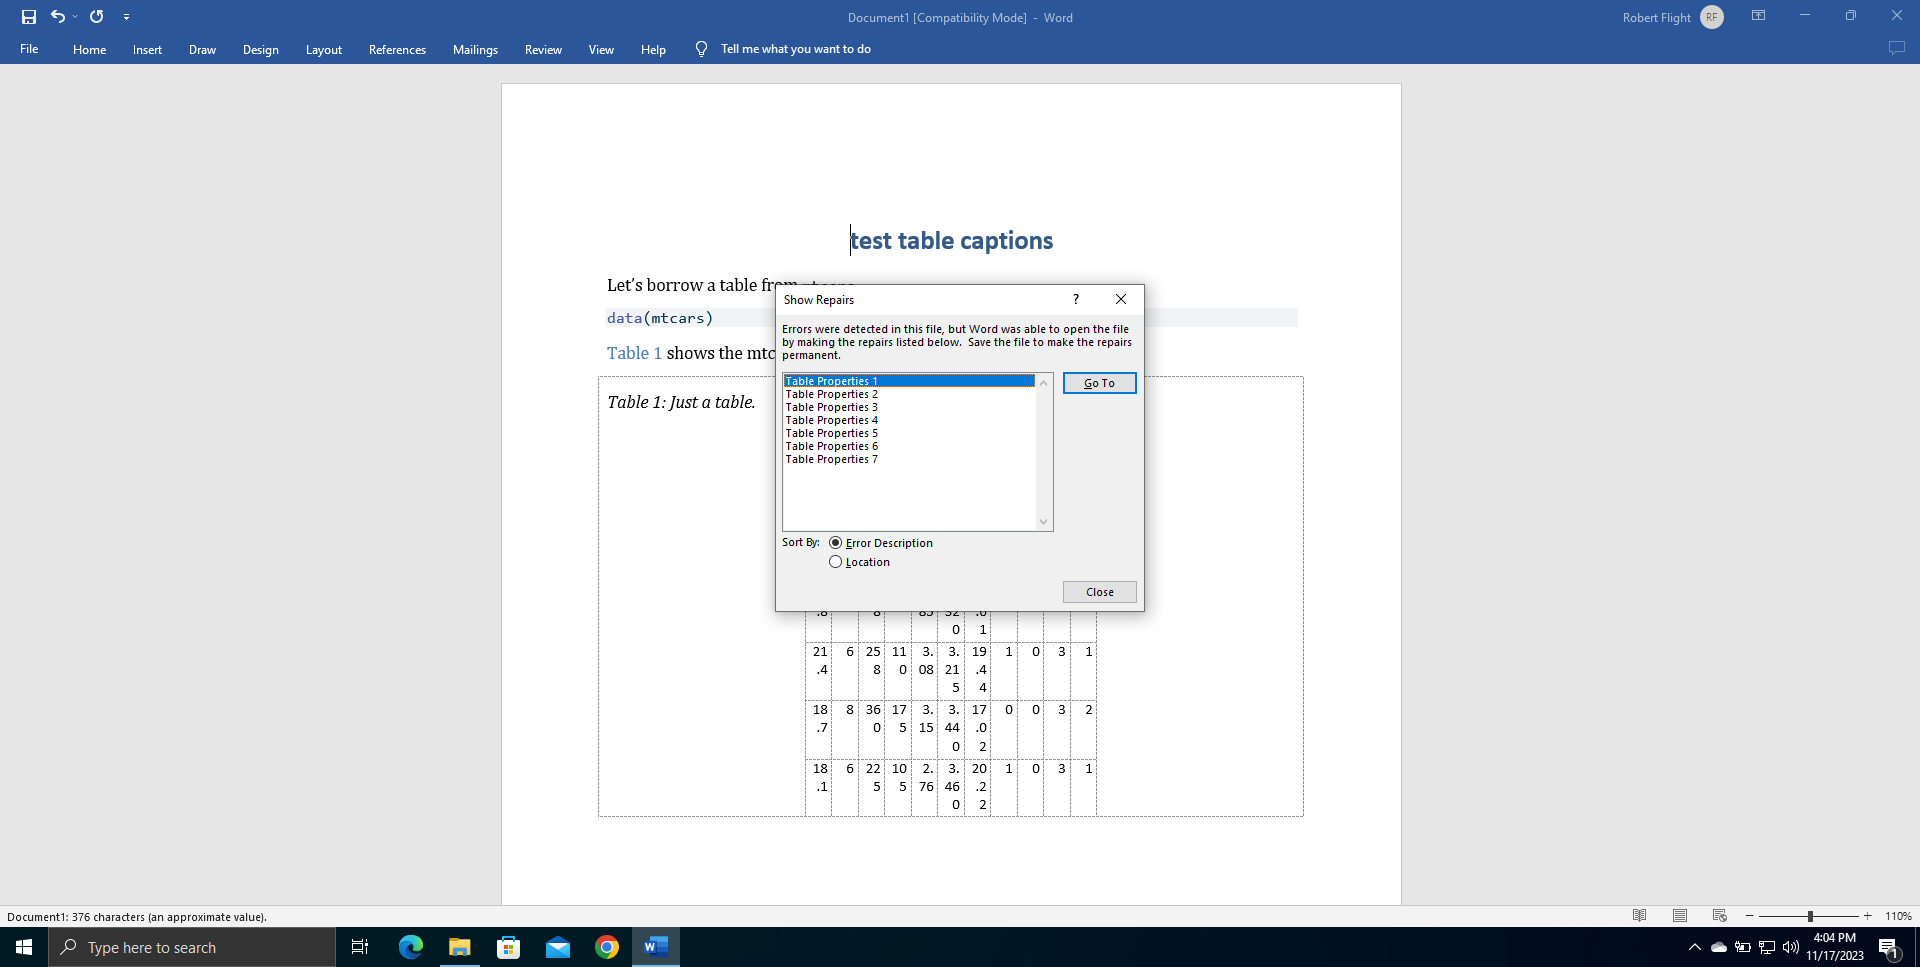 Document1 [Compatibility Mode] - Word
Robert Flight RF
File Home Insert Draw Design Layout References Mailings Review View Help Tell me what you want to do
test table captions
Let's borrow a table from
data(mtcars)
Table 1 shows the mtc
Table 1: Just a table.
Show Repairs
?
Errors were detected in this file, but Word was able to open the file
by making the repairs listed below. Save the file to make the repairs
permanent.
Table Properties 1
Table Properties 2
Table Properties 3
Table Properties 4
Table Properties 5
Table Properties 6
Table Properties 7
Go To
Sort By: Error Description
Location
Close
0 1
21 6 25 11 3. 3. 19 1 0 3 1
.4 8 0 08 21 .4
5 4
18 8 36 17 3. 3. 17 0 0 3 2
.7 0 5 15 44 .0
0 2
18 6 22 10 2. 3. 20 1 0 3 1
.1 5 5 76 46 .2
0 2
Document1: 376 characters (an approximate value).
110%
Type here to search
4:04 PM
11/17/2023
1